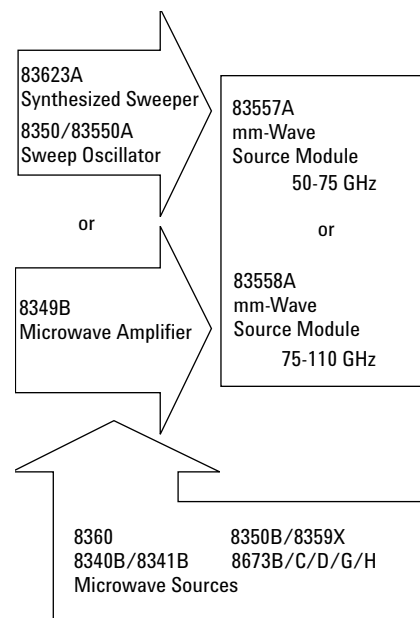 83623A
Synthesized Sweeper
8350/83550A
Sweep Oscillator
or
8349B
Microwave Amplifier
83557A
mm-Wave
Source Module
50-75 GHz
or
83558A
mm-Wave
Source Module
75-110 GHz
8360 8350B/8359X
8340B/8341B 8673B/C/D/G/H
Microwave Sources